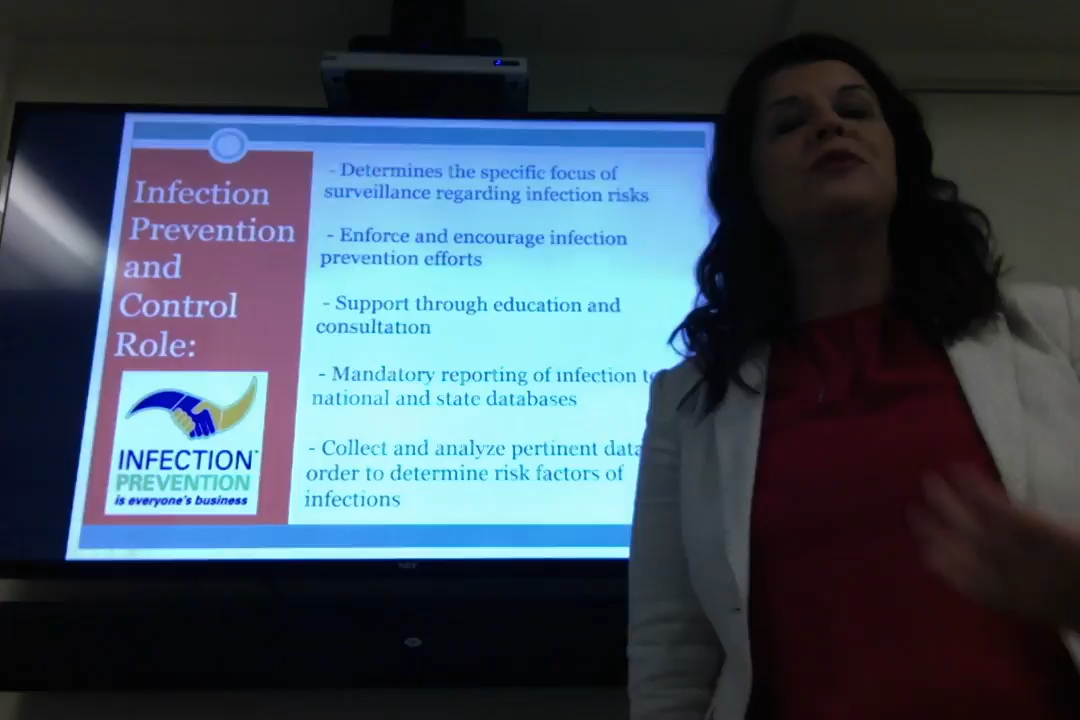 Infection
Prevention
and
Control
Role:
- Determines the specific focus of
surveillance regarding infection risks
- Enforce and encourage infection
prevention efforts
- Support through education and
consultation
- Mandatory reporting of infection
national and state databases
- Collect and analyze pertinent data
order to determine risk factors of
infections
INFECTION™
PREVENTION
is everyone's business
NEC